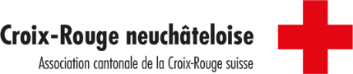 Croix-Rouge neuchâteloise
Association cantonale de la Croix-Rouge suisse